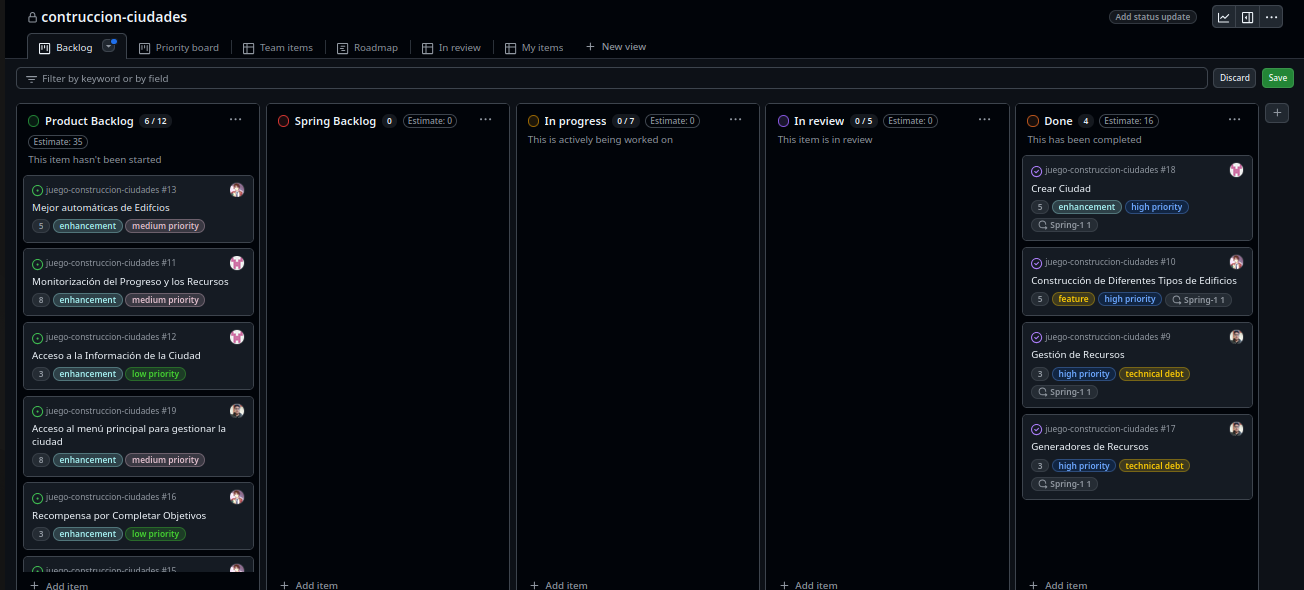 contruccion-ciudades
Add status update
Backlog
Priority board
Team items
Roadmap
In review
My items
+ New view
Filter by keyword or by field
Discard
Save
Product Backlog 6 / 12
Estimate: 35
This item hasn't been started
juego-construccion-ciudades #13
Mejor automáticas de Edifcios
5 enhancement medium priority
juego-construccion-ciudades #11
Monitorización del Progreso y los Recursos
8 enhancement medium priority
juego-construccion-ciudades #12
Acceso a la Información de la Ciudad
3 enhancement low priority
juego-construccion-ciudades #19
Acceso al menú principal para gestionar la
ciudad
8 enhancement medium priority
juego-construccion-ciudades #16
Recompensa por Completar Objetivos
3 enhancement low priority
juego-construccion-ciudades #15
+ Add item
Spring Backlog 0 Estimate: 0
+ Add item
In progress 0 / 7 Estimate: 0
This is actively being worked on
+ Add item
In review 0 / 5 Estimate: 0
This item is in review
+ Add item
Done 4 Estimate: 16
This has been completed
juego-construccion-ciudades #18
Crear Ciudad
5 enhancement high priority
Spring-1 1
juego-construccion-ciudades #10
Construcción de Diferentes Tipos de Edificios
5 feature high priority Spring-1 1
juego-construccion-ciudades #9
Gestión de Recursos
3 high priority technical debt
Spring-1 1
juego-construccion-ciudades #17
Generadores de Recursos
3 high priority technical debt
Spring-1 1
+ Add item